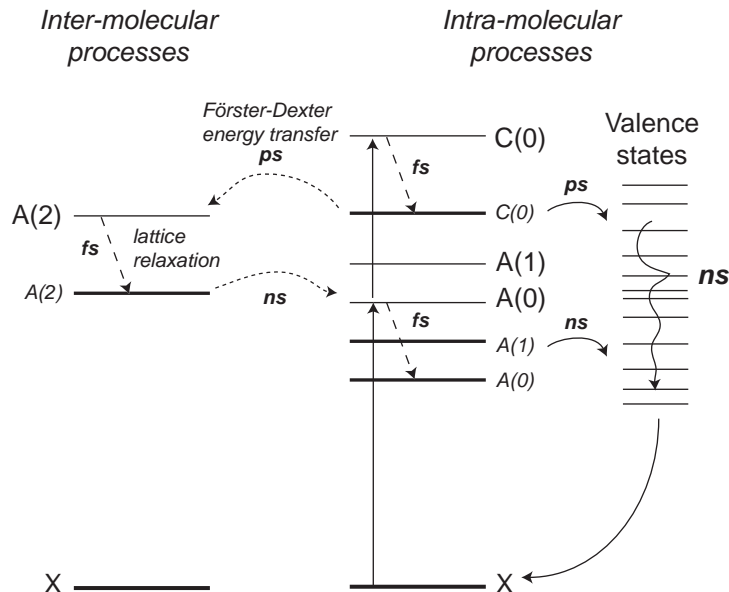 Inter-molecular
processes
Intra-molecular
processes
Förster-Dexter
energy transfer
ps
C(0)
fs
Valence
states
C(0)
ps
A(2)
fs
lattice
relaxation
A(2)
ns
A(1)
A(0)
fs
A(1)
ns
A(0)
ns
X
X